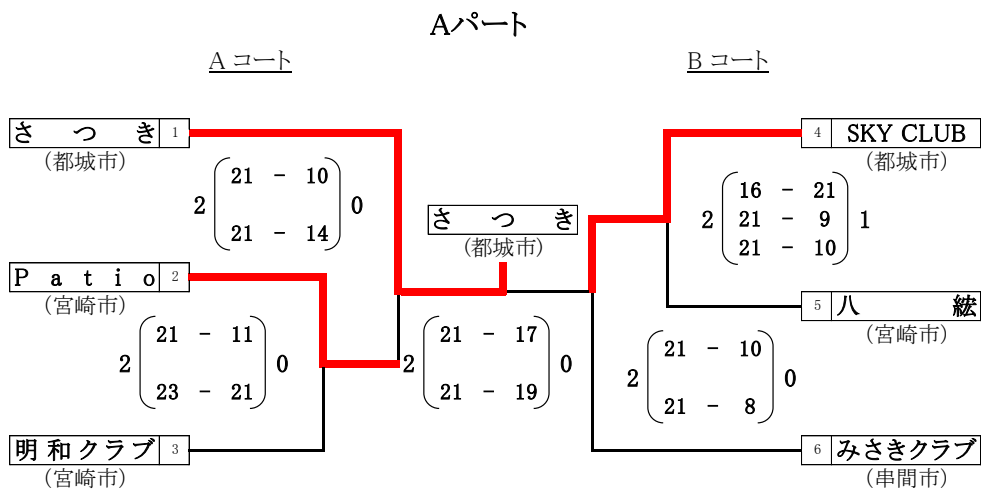 Aパート
A コート
B コート
さつき 1
(都城市)
4 SKY CLUB
(都城市)
2 21 - 10 0
21 - 14
さつき
(都城市)
16 - 21
2 21 - 9 1
21 - 10
Patio 2
(宮崎市)
5 八紘
(宮崎市)
2 21 - 11 0
23 - 21
2 21 - 17 0
21 - 19
2 21 - 10 0
21 - 8
明和クラブ 3
(宮崎市)
6 みさきクラブ
(串間市)